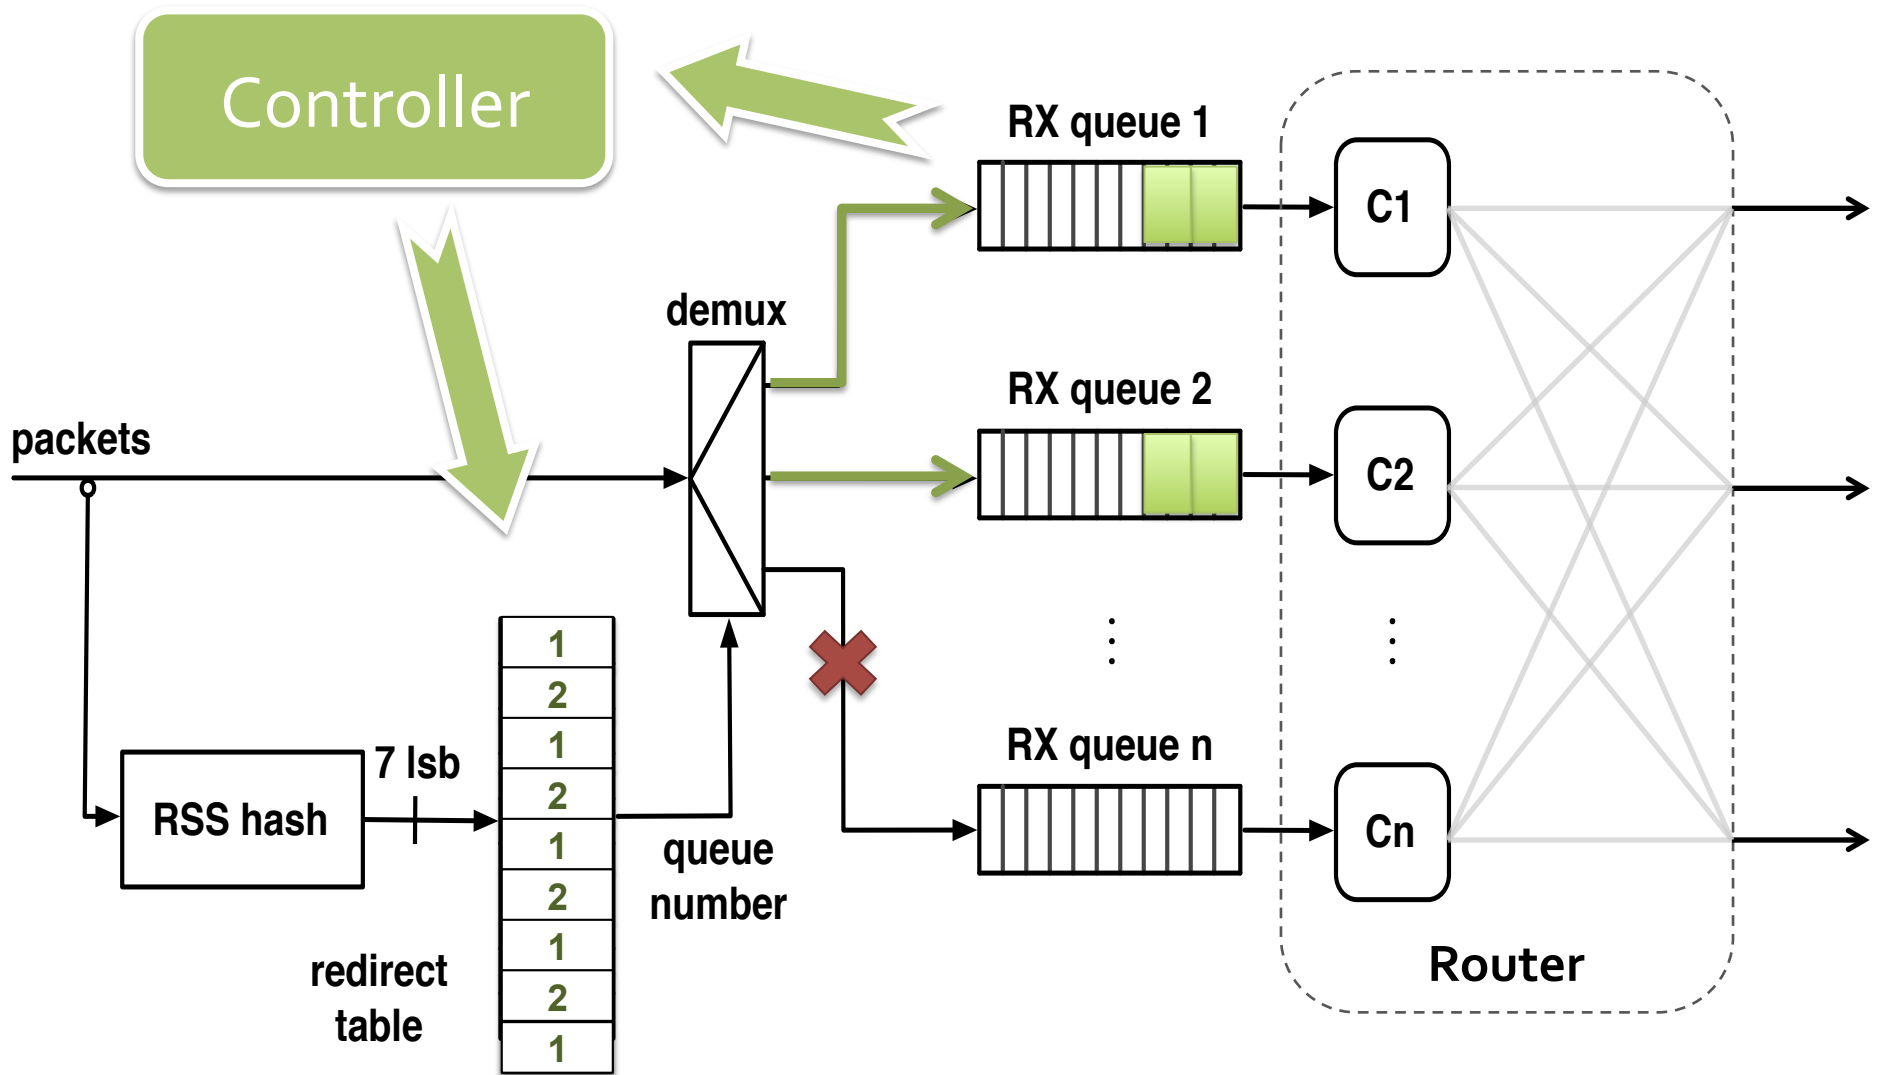 Controller
RX queue 1
C1
demux
RX queue 2
C2
packets
1
2
1
2
1
2
1
2
1
7 lsb
RSS hash
queue
number
redirect
table
RX queue n
Cn
Router